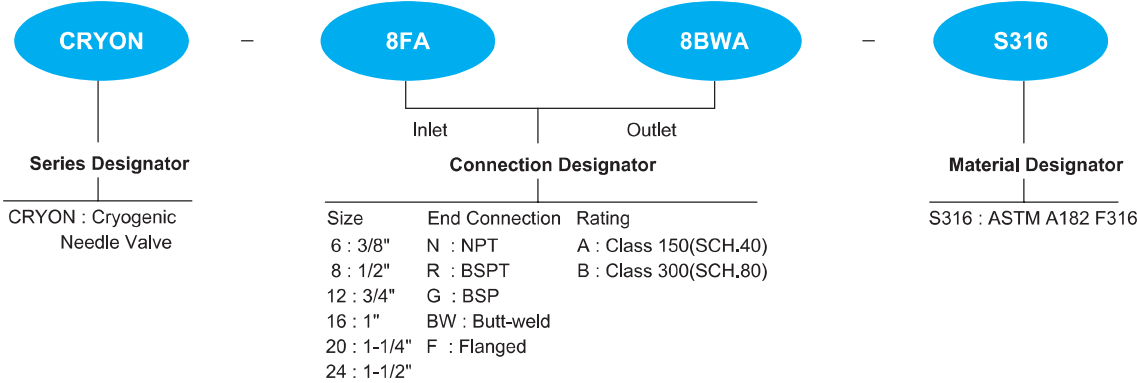 CRYON – 8FA 8BWA – S316
Inlet Outlet
Series Designator Connection Designator Material Designator
CRYON : Cryogenic
Needle Valve
Size End Connection Rating
6 : 3/8" N : NPT A : Class 150(SCH.40)
8 : 1/2" R : BSPT B : Class 300(SCH.80)
12 : 3/4" G : BSP
16 : 1" BW : Butt-weld
20 : 1-1/4" F : Flanged
24 : 1-1/2"
S316 : ASTM A182 F316